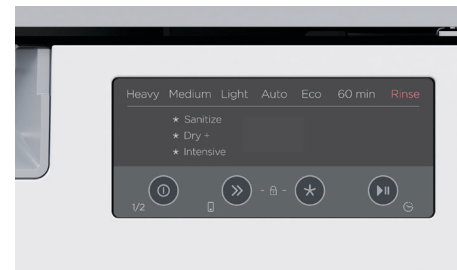 Heavy Medium Light Auto Eco 60 min Rinse
★ Sanitize
★ Dry +
★ Intensive
1/2